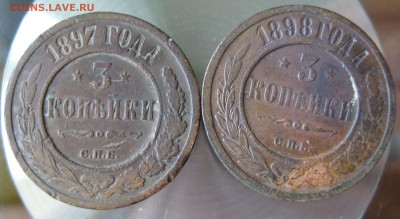 COINS.LAVE.RU
1897 ГОДА
3
КОПѢЙКИ
С.П.Б.
1898 ГОДА
3
КОПѢЙКИ
С.П.Б.